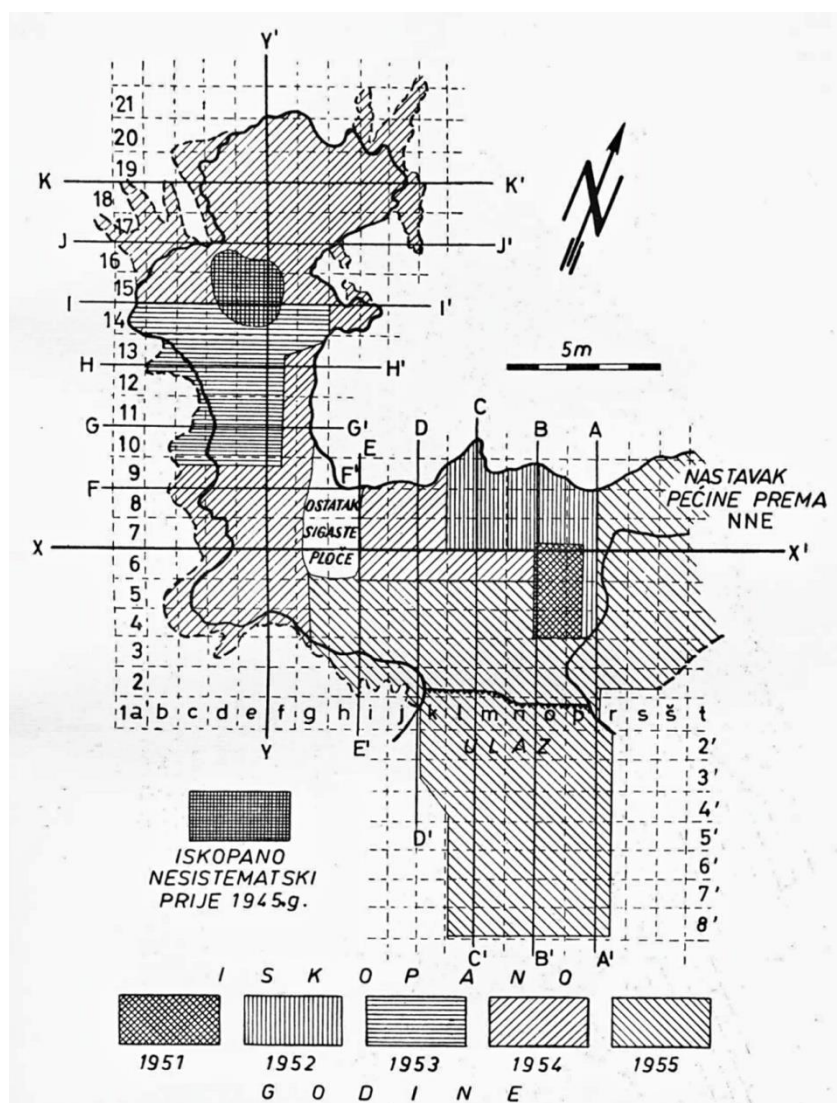 Y'
21
20
K 19 K'
18
17
J J'
16
15
I I'
14
13
H H'
12
11
G G'
10
5m
C
E D B A
9
F F'
8 OSTATAK
7 SIGASTE
PLOČE
NASTAVAK
PEĆINE PREMA
NNE
X X'
6
5
4
3
2
1a b c d e f g h i j k l m n o p r s š t
Y E'
ULAZ
2'
3'
4'
D' 5'
6'
7'
8'
C' B' A'
ISKOPANO
NESISTEMATSKI
PRIJE 1945.g.
I S K O P A N O
1951 1952 1953 1954 1955
G O D I N E